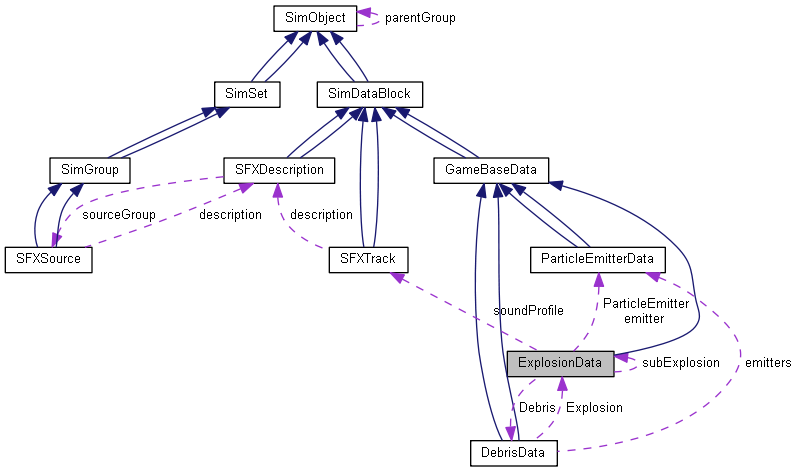 SimObject
parentGroup
SimSet
SimDataBlock
SimGroup
SFXDescription
GameBaseData
sourceGroup
description
description
SFXSource
SFXTrack
ParticleEmitterData
soundProfile
ParticleEmitter
emitter
ExplosionData
subExplosion
emitters
Debris
Explosion
DebrisData